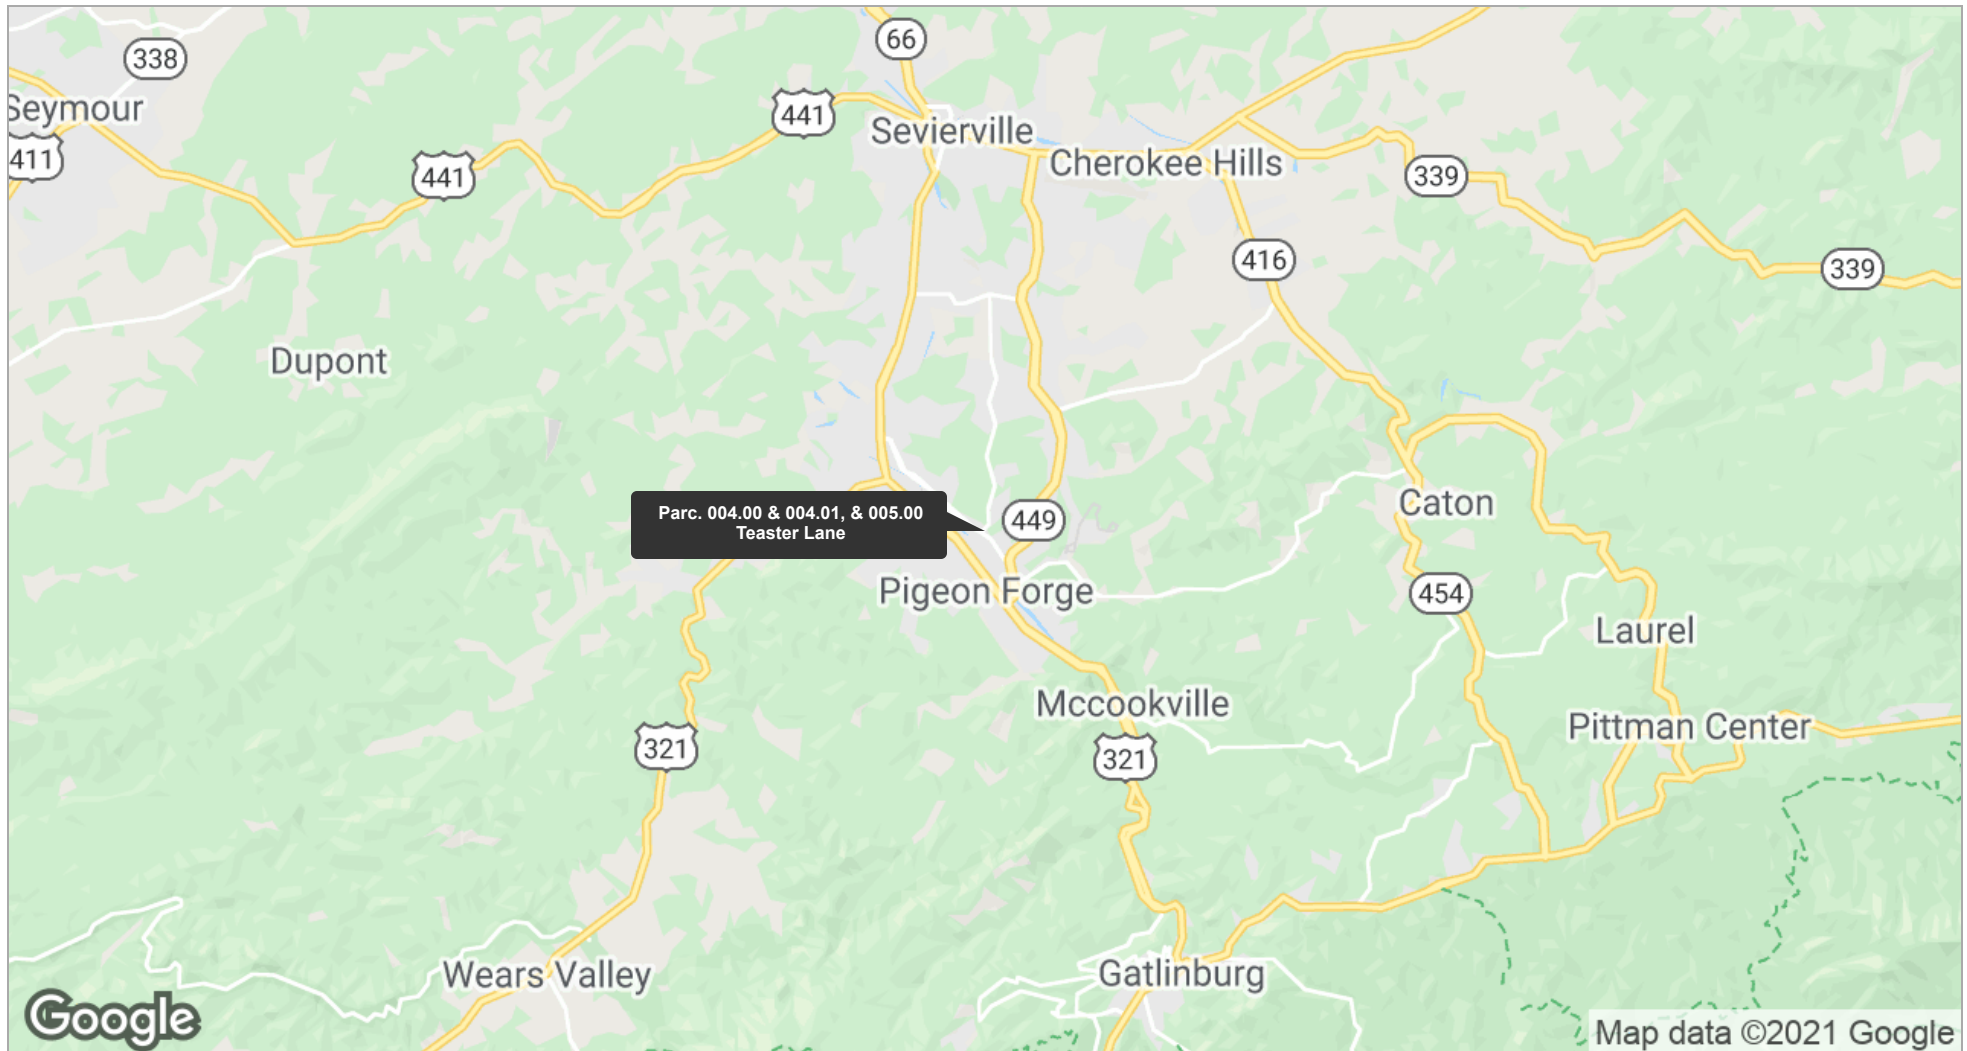 66
338
Seymour
441
Sevierville
411
Cherokee Hills
441
339
416
339
Dupont
Parc. 004.00 & 004.01, & 005.00
Teaster Lane
449
Caton
Pigeon Forge
454
Laurel
Mccookville
Pittman Center
321
321
Wears Valley
Gatlinburg
Google
Map data ©2021 Google